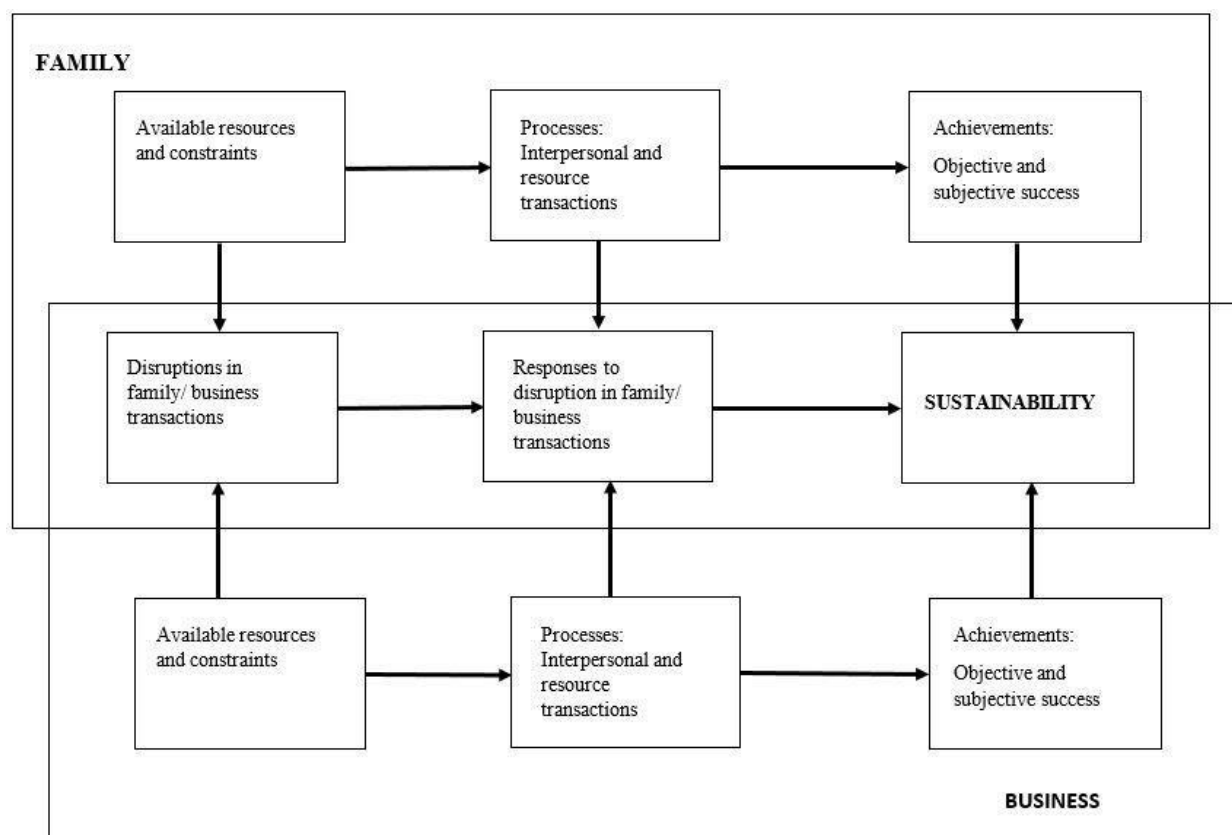 FAMILY
Available resources
and constraints
Processes:
Interpersonal and
resource
transactions
Achievements:
Objective and
subjective success
Disruptions in
family/ business
transactions
Responses to
disruption in family/
business
transactions
SUSTAINABILITY
Available resources
and constraints
Processes:
Interpersonal and
resource
transactions
Achievements:
Objective and
subjective success
BUSINESS